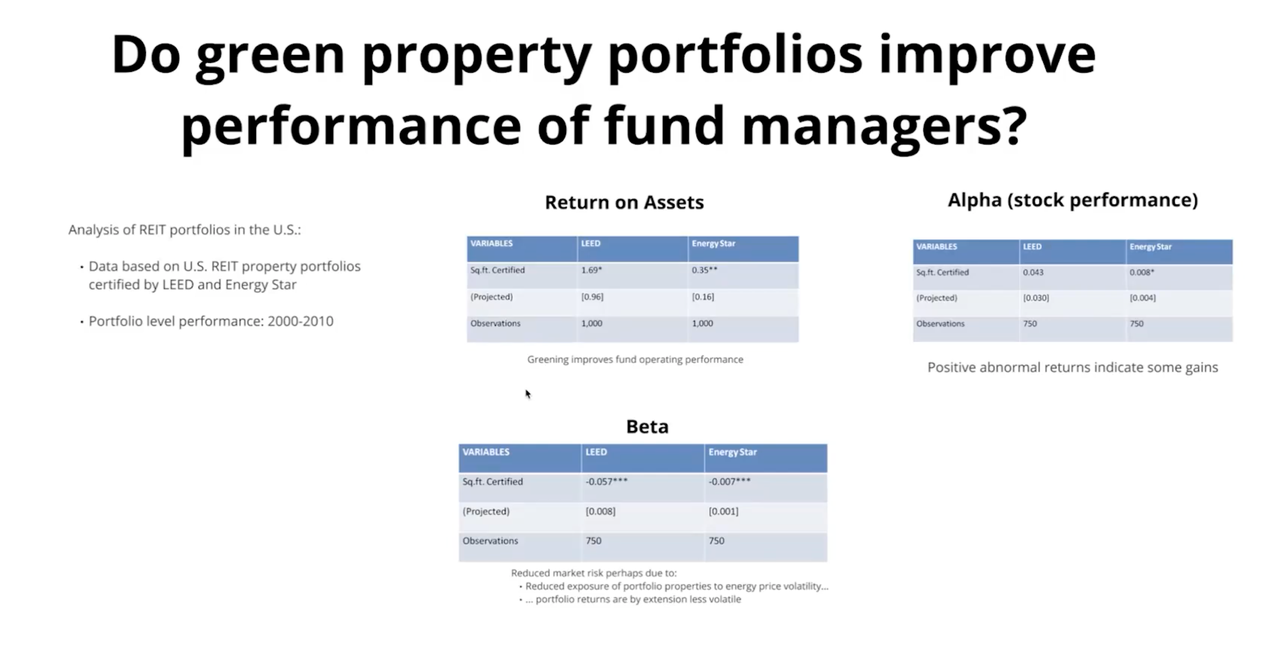 Do green property portfolios improve
performance of fund managers?
Analysis of REIT portfolios in the U.S.:
• Data based on U.S. REIT property portfolios
certified by LEED and Energy Star
• Portfolio level performance: 2000-2010
Return on Assets
VARIABLES LEED Energy Star
Sq.ft. Certified 1.69* 0.35**
(Projected) [0.96] [0.16]
Observations 1,000 1,000
Greening improves fund operating performance
Alpha (stock performance)
VARIABLES LEED Energy Star
Sq.ft. Certified 0.043 0.008*
(Projected) [0.030] [0.004]
Observations 750 750
Positive abnormal returns indicate some gains
Beta
VARIABLES LEED Energy Star
Sq.ft. Certified -0.057*** -0.007***
(Projected) [0.008] [0.001]
Observations 750 750
Reduced market risk perhaps due to:
• Reduced exposure of portfolio properties to energy price volatility...
• ... portfolio returns are by extension less volatile